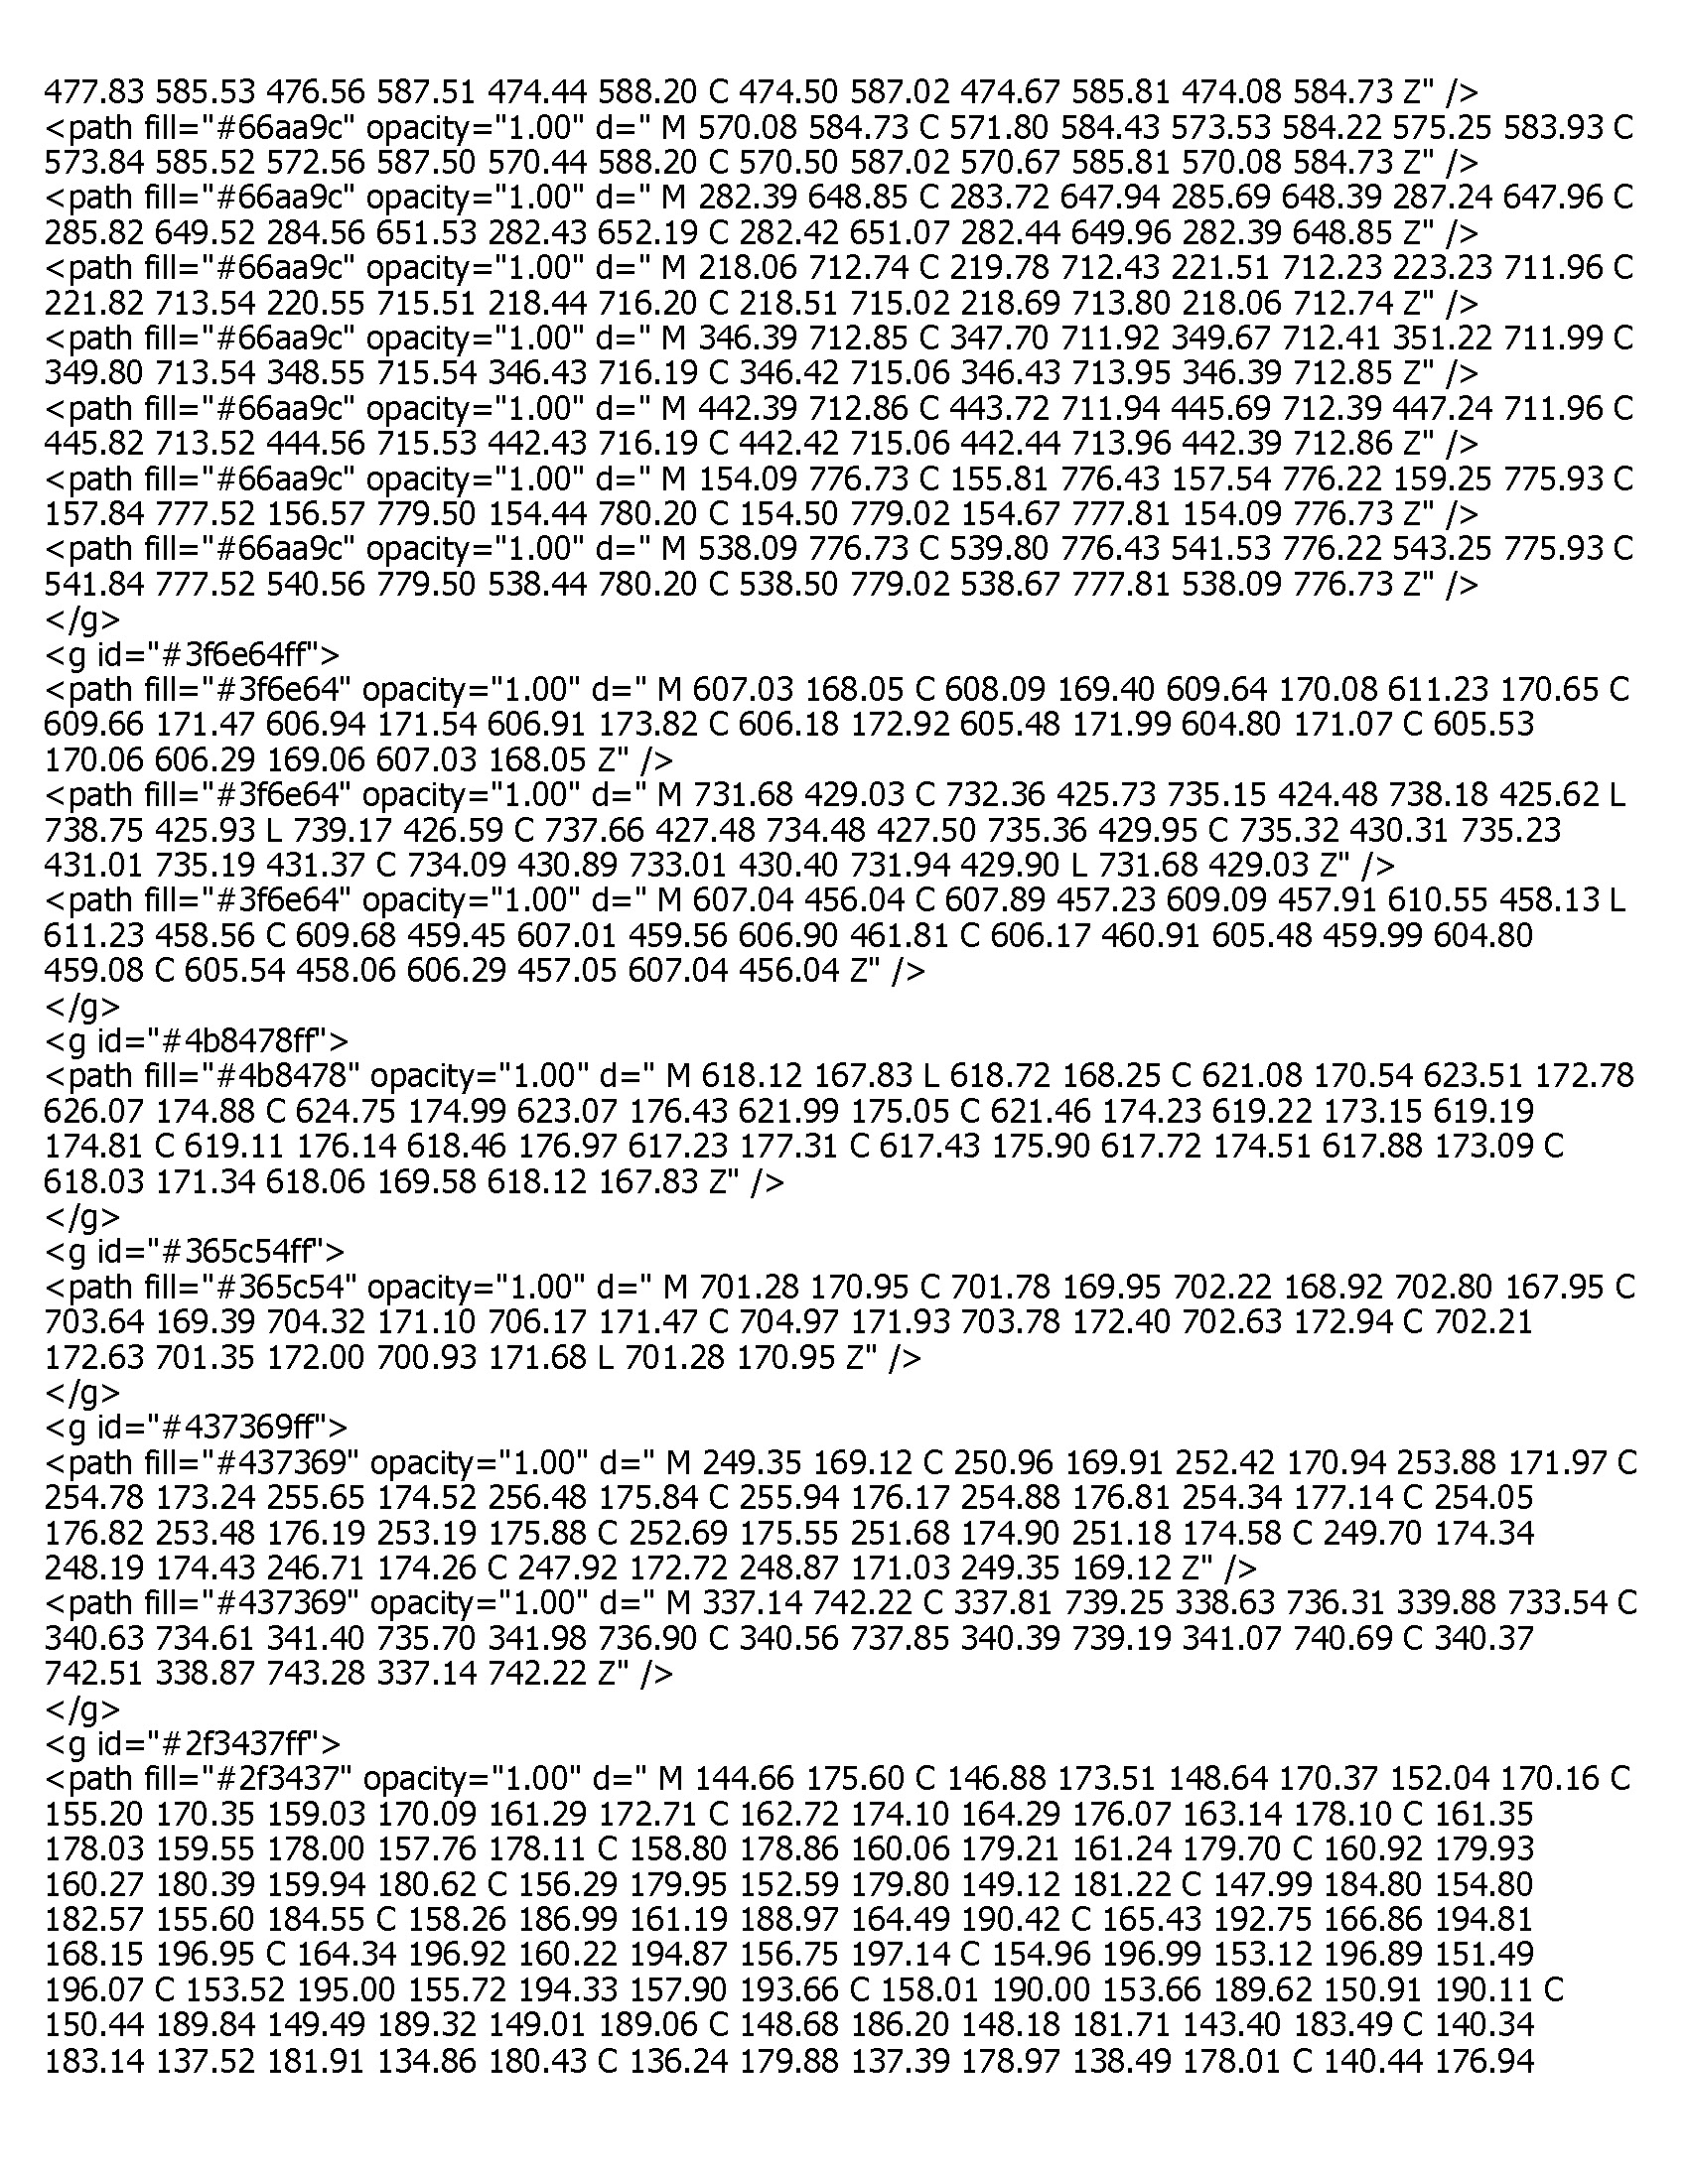 477.83 585.53 476.56 587.51 474.44 588.20 C 474.50 587.02 474.67 585.81 474.08 584.73 Z" />
<path fill="#66aa9c" opacity="1.00" d=" M 570.08 584.73 C 571.80 584.43 573.53 584.22 575.25 583.93 C
573.84 585.52 572.56 587.50 570.44 588.20 C 570.50 587.02 570.67 585.81 570.08 584.73 Z" />
<path fill="#66aa9c" opacity="1.00" d=" M 282.39 648.85 C 283.72 647.94 285.69 648.39 287.24 647.96 C
285.82 649.52 284.56 651.53 282.43 652.19 C 282.42 651.07 282.44 649.96 282.39 648.85 Z" />
<path fill="#66aa9c" opacity="1.00" d=" M 218.06 712.74 C 219.78 712.43 221.51 712.23 223.23 711.96 C
221.82 713.54 220.55 715.51 218.44 716.20 C 218.51 715.02 218.69 713.80 218.06 712.74 Z" />
<path fill="#66aa9c" opacity="1.00" d=" M 346.39 712.85 C 347.70 711.92 349.67 712.41 351.22 711.99 C
349.80 713.54 348.55 715.54 346.43 716.19 C 346.42 715.06 346.43 713.95 346.39 712.85 Z" />
<path fill="#66aa9c" opacity="1.00" d=" M 442.39 712.86 C 443.72 711.94 445.69 712.39 447.24 711.96 C
445.82 713.52 444.56 715.53 442.43 716.19 C 442.42 715.06 442.44 713.96 442.39 712.86 Z" />
<path fill="#66aa9c" opacity="1.00" d=" M 154.09 776.73 C 155.81 776.43 157.54 776.22 159.25 775.93 C
157.84 777.52 156.57 779.50 154.44 780.20 C 154.50 779.02 154.67 777.81 154.09 776.73 Z" />
<path fill="#66aa9c" opacity="1.00" d=" M 538.09 776.73 C 539.80 776.43 541.53 776.22 543.25 775.93 C
541.84 777.52 540.56 779.50 538.44 780.20 C 538.50 779.02 538.67 777.81 538.09 776.73 Z" />
</g>
<g id="#3f6e64ff">
<path fill="#3f6e64" opacity="1.00" d=" M 607.03 168.05 C 608.09 169.40 609.64 170.08 611.23 170.65 C
609.66 171.47 606.94 171.54 606.91 173.82 C 606.18 172.92 605.48 171.99 604.80 171.07 C 605.53
170.06 606.29 169.06 607.03 168.05 Z" />
<path fill="#3f6e64" opacity="1.00" d=" M 731.68 429.03 C 732.36 425.73 735.15 424.48 738.18 425.62 L
738.75 425.93 L 739.17 426.59 C 737.66 427.48 734.48 427.50 735.36 429.95 C 735.32 430.31 735.23
431.01 735.19 431.37 C 734.09 430.89 733.01 430.40 731.94 429.90 L 731.68 429.03 Z" />
<path fill="#3f6e64" opacity="1.00" d=" M 607.04 456.04 C 607.89 457.23 609.09 457.91 610.55 458.13 L
611.23 458.56 C 609.68 459.45 607.01 459.56 606.90 461.81 C 606.17 460.91 605.48 459.99 604.80
459.08 C 605.54 458.06 606.29 457.05 607.04 456.04 Z" />
</g>
<g id="#4b8478ff">
<path fill="#4b8478" opacity="1.00" d=" M 618.12 167.83 L 618.72 168.25 C 621.08 170.54 623.51 172.78
626.07 174.88 C 624.75 174.99 623.07 176.43 621.99 175.05 C 621.46 174.23 619.22 173.15 619.19
174.81 C 619.11 176.14 618.46 176.97 617.23 177.31 C 617.43 175.90 617.72 174.51 617.88 173.09 C
618.03 171.34 618.06 169.58 618.12 167.83 Z" />
</g>
<g id="#365c54ff">
<path fill="#365c54" opacity="1.00" d=" M 701.28 170.95 C 701.78 169.95 702.22 168.92 702.80 167.95 C
703.64 169.39 704.32 171.10 706.17 171.47 C 704.97 171.93 703.78 172.40 702.63 172.94 C 702.21
172.63 701.35 172.00 700.93 171.68 L 701.28 170.95 Z" />
</g>
<g id="#437369ff">
<path fill="#437369" opacity="1.00" d=" M 249.35 169.12 C 250.96 169.91 252.42 170.94 253.88 171.97 C
254.78 173.24 255.65 174.52 256.48 175.84 C 255.94 176.17 254.88 176.81 254.34 177.14 C 254.05
176.82 253.48 176.19 253.19 175.88 C 252.69 175.55 251.68 174.90 251.18 174.58 C 249.70 174.34
248.19 174.43 246.71 174.26 C 247.92 172.72 248.87 171.03 249.35 169.12 Z" />
<path fill="#437369" opacity="1.00" d=" M 337.14 742.22 C 337.81 739.25 338.63 736.31 339.88 733.54 C
340.63 734.61 341.40 735.70 341.98 736.90 C 340.56 737.85 340.39 739.19 341.07 740.69 C 340.37
742.51 338.87 743.28 337.14 742.22 Z" />
</g>
<g id="#2f3437ff">
<path fill="#2f3437" opacity="1.00" d=" M 144.66 175.60 C 146.88 173.51 148.64 170.37 152.04 170.16 C
155.20 170.35 159.03 170.09 161.29 172.71 C 162.72 174.10 164.29 176.07 163.14 178.10 C 161.35
178.03 159.55 178.00 157.76 178.11 C 158.80 178.86 160.06 179.21 161.24 179.70 C 160.92 179.93
160.27 180.39 159.94 180.62 C 156.29 179.95 152.59 179.80 149.12 181.22 C 147.99 184.80 154.80
182.57 155.60 184.55 C 158.26 186.99 161.19 188.97 164.49 190.42 C 165.43 192.75 166.86 194.81
168.15 196.95 C 164.34 196.92 160.22 194.87 156.75 197.14 C 154.96 196.99 153.12 196.89 151.49
196.07 C 153.52 195.00 155.72 194.33 157.90 193.66 C 158.01 190.00 153.66 189.62 150.91 190.11 C
150.44 189.84 149.49 189.32 149.01 189.06 C 148.68 186.20 148.18 181.71 143.40 183.49 C 140.34
183.14 137.52 181.91 134.86 180.43 C 136.24 179.88 137.39 178.97 138.49 178.01 C 140.44 176.94